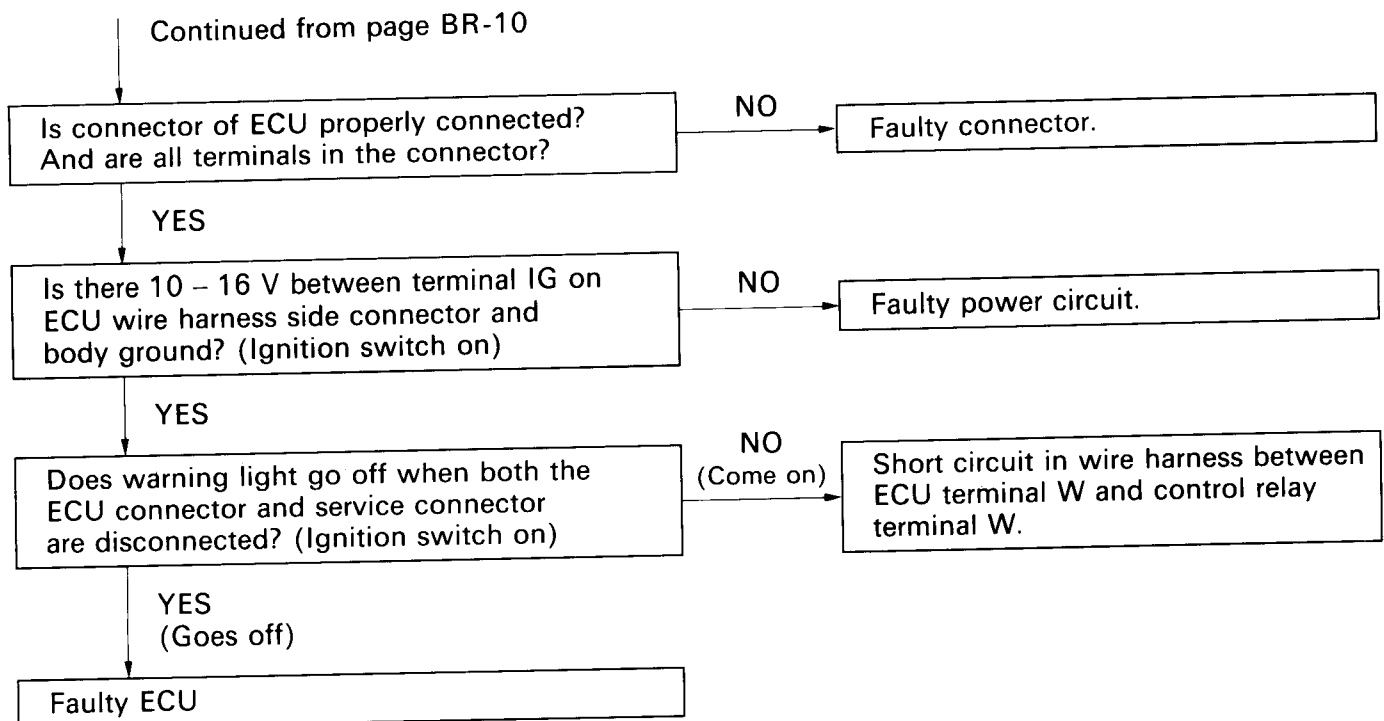 Continued from page BR-10
Is connector of ECU properly connected?
And are all terminals in the connector?
NO
Faulty connector.
YES
Is there 10 – 16 V between terminal IG on
ECU wire harness side connector and
body ground? (Ignition switch on)
NO
Faulty power circuit.
YES
Does warning light go off when both the
ECU connector and service connector
are disconnected? (Ignition switch on)
NO
(Come on)
Short circuit in wire harness between
ECU terminal W and control relay
terminal W.
YES
(Goes off)
Faulty ECU